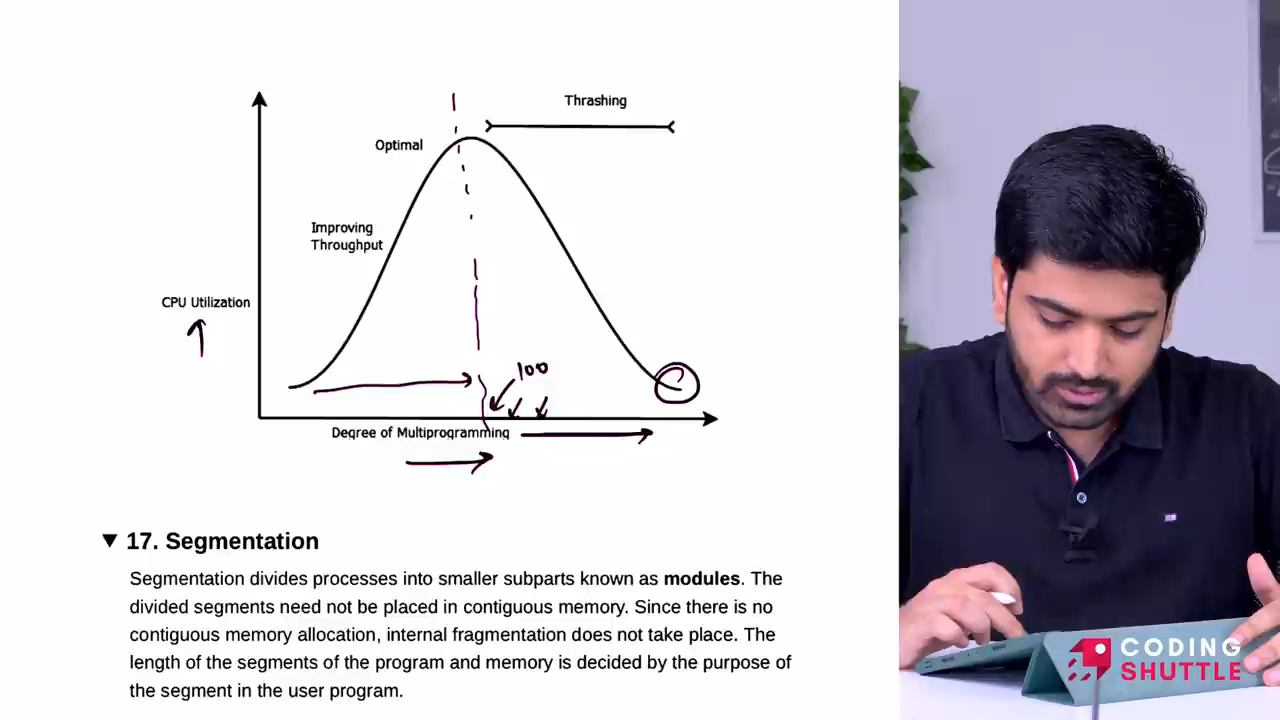 Thrashing
Optimal
Improving
Throughput
CPU Utilization
100
Degree of Multiprogramming
▼ 17. Segmentation
Segmentation divides processes into smaller subparts known as modules. The
divided segments need not be placed in contiguous memory. Since there is no
contiguous memory allocation, internal fragmentation does not take place. The
length of the segments of the program and memory is decided by the purpose of
the segment in the user program.
CODING
SHUTTLE